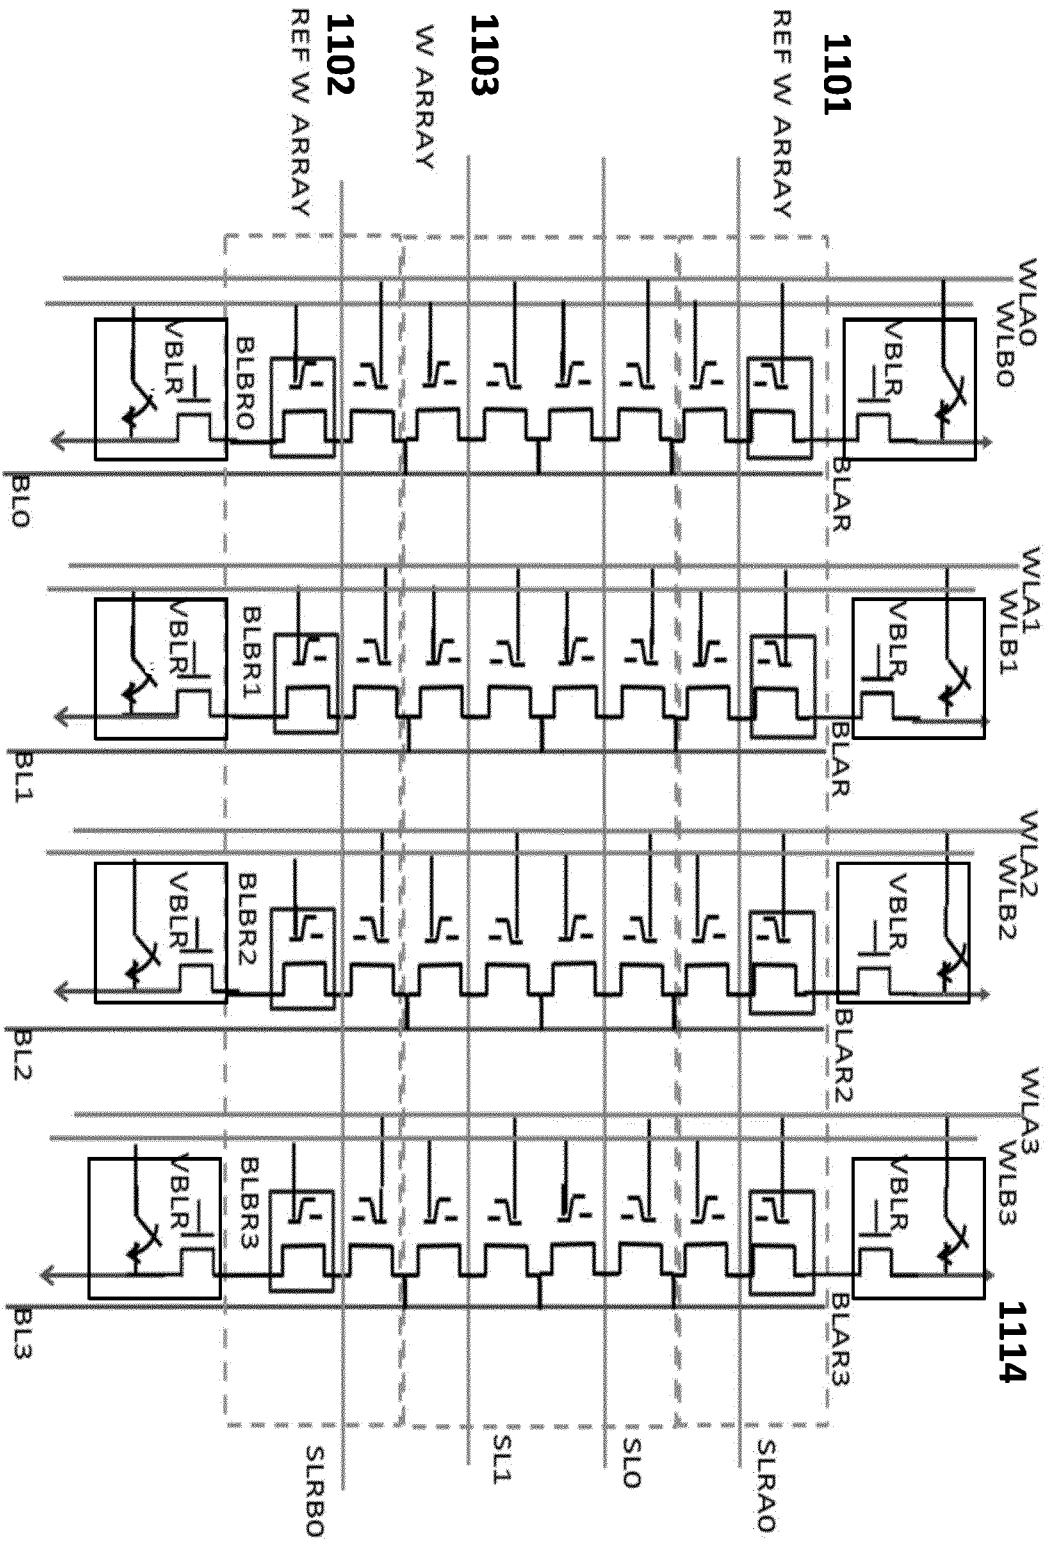 WLA0 WLA1 WLA2 WLA3
WLB0 WLB1 WLB2 WLB3 1114
VBLR VBLR VBLR VBLR
1101 BLAR BLAR BLAR2 BLAR3
REF W ARRAY SLRA0
SL0
1103 SL1
W ARRAY
1102
REF W ARRAY SLRB0
BLBR0 BLBR1 BLBR2 BLBR3
VBLR VBLR VBLR VBLR
BL0 BL1 BL2 BL3